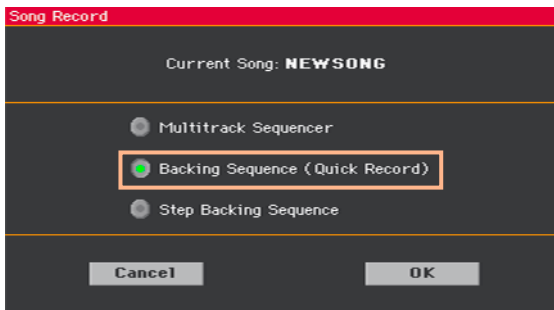 Song Record
Current Song: NEWSONG
Multitrack Sequencer
Backing Sequence (Quick Record)
Step Backing Sequence
Cancel OK